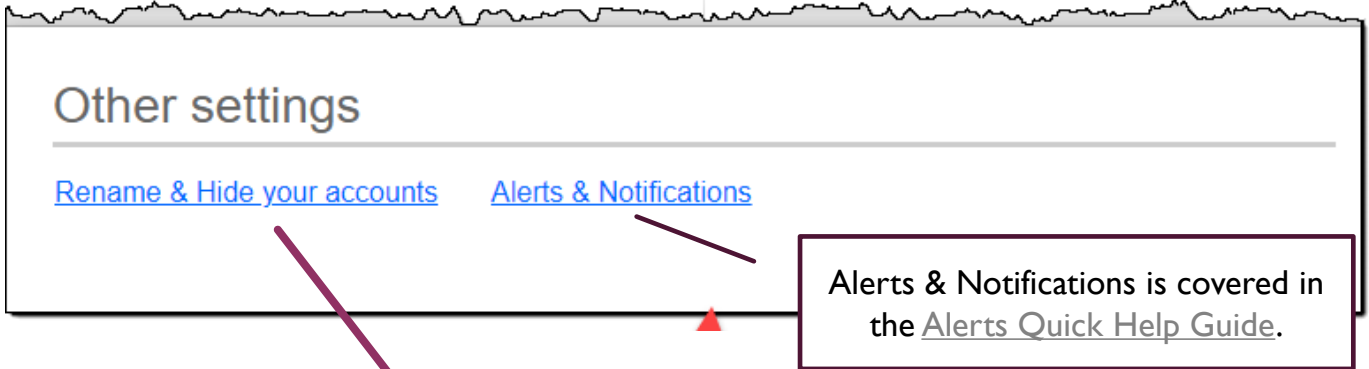 Other settings
Rename & Hide your accounts Alerts & Notifications
Alerts & Notifications is covered in
the Alerts Quick Help Guide.